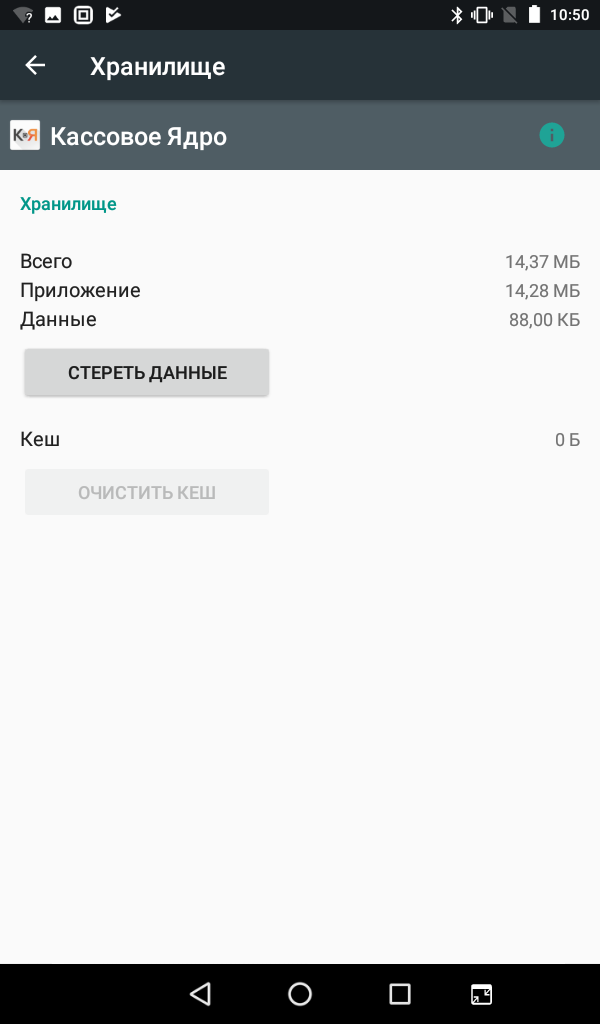 10:50
Хранилище
КЯ Кассовое Ядро
Хранилище
Всего 14,37 МБ
Приложение 14,28 МБ
Данные 88,00 КБ
СТЕРЕТЬ ДАННЫЕ
Кеш 0 Б
ОЧИСТИТЬ КЕШ